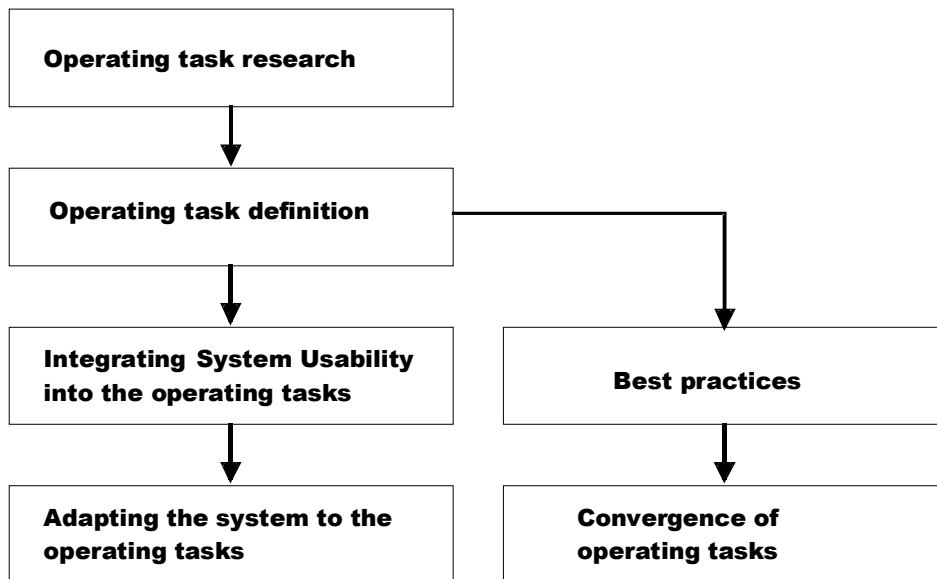 Operating task research
Operating task definition
Integrating System Usability
into the operating tasks
Best practices
Adapting the system to the
operating tasks
Convergence of
operating tasks